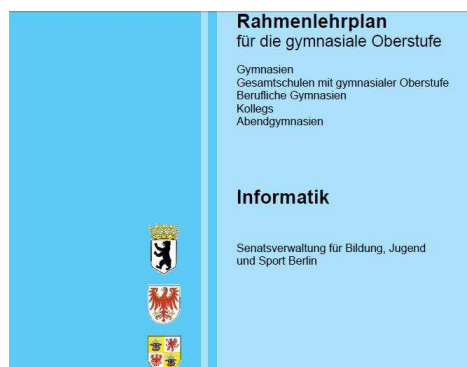 Rahmenlehrplan
für die gymnasiale Oberstufe
Gymnasien
Gesamtschulen mit gymnasialer Oberstufe
Berufliche Gymnasien
Kollegs
Abendgymnasien
Informatik
Senatsverwaltung für Bildung, Jugend
und Sport Berlin